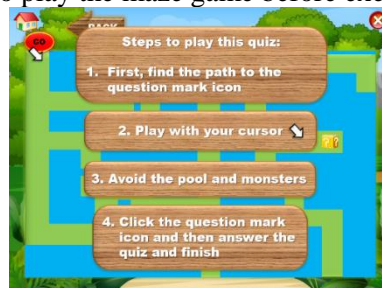 to play the maze game before
BACK
GO
Steps to play this quiz:
1. First, find the path to the
question mark icon
2. Play with your cursor
3. Avoid the pool and monsters
4. Click the question mark
icon and then answer the
quiz and finish